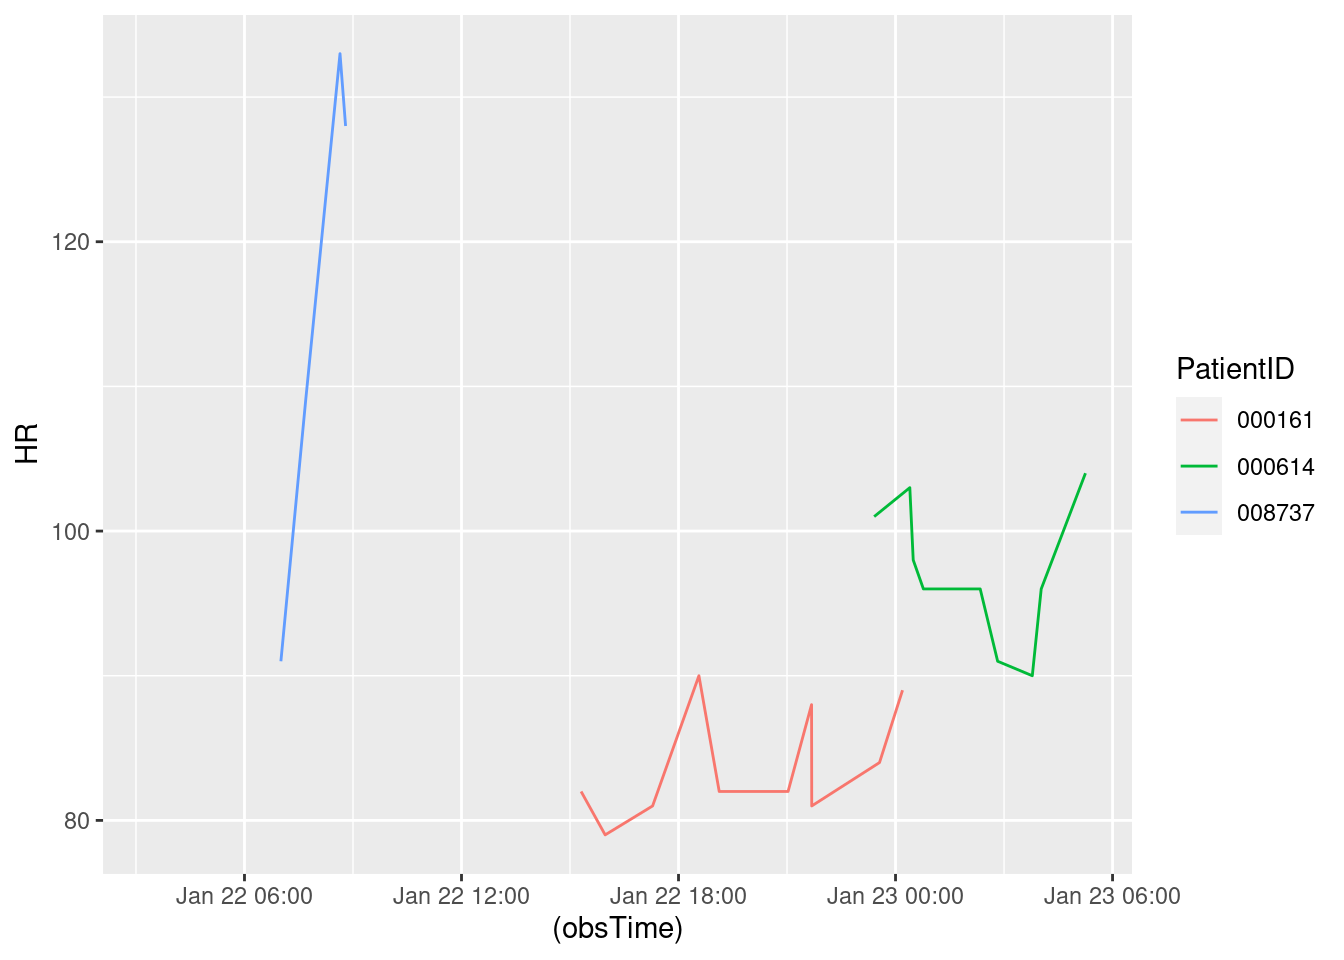 HR
120
100
80
Jan 22 06:00
Jan 22 12:00
Jan 22 18:00
Jan 23 00:00
Jan 23 06:00
(obsTime)
PatientID
000161
000614
008737